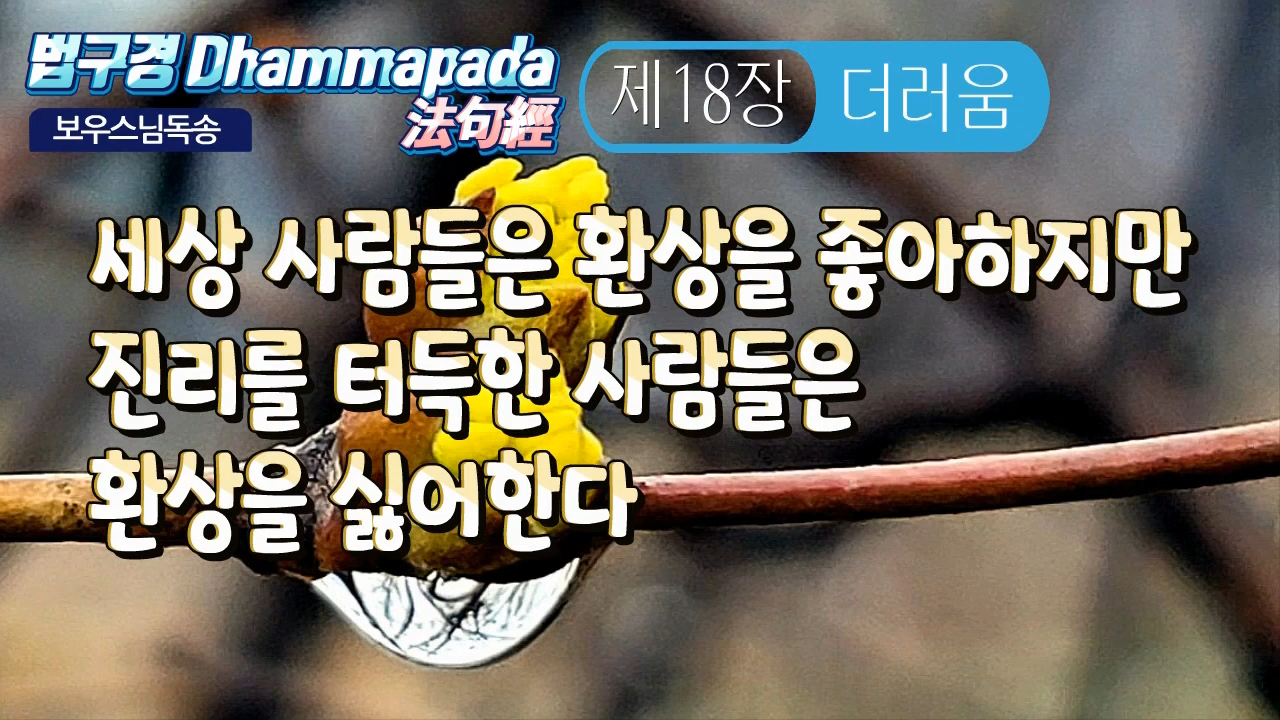 법구경 Dhammapada
法句經
보우스님독송
제18장 더러움
세상 사람들은 환상을 좋아하지만
진리를 터득한 사람들은
환상을 싫어한다